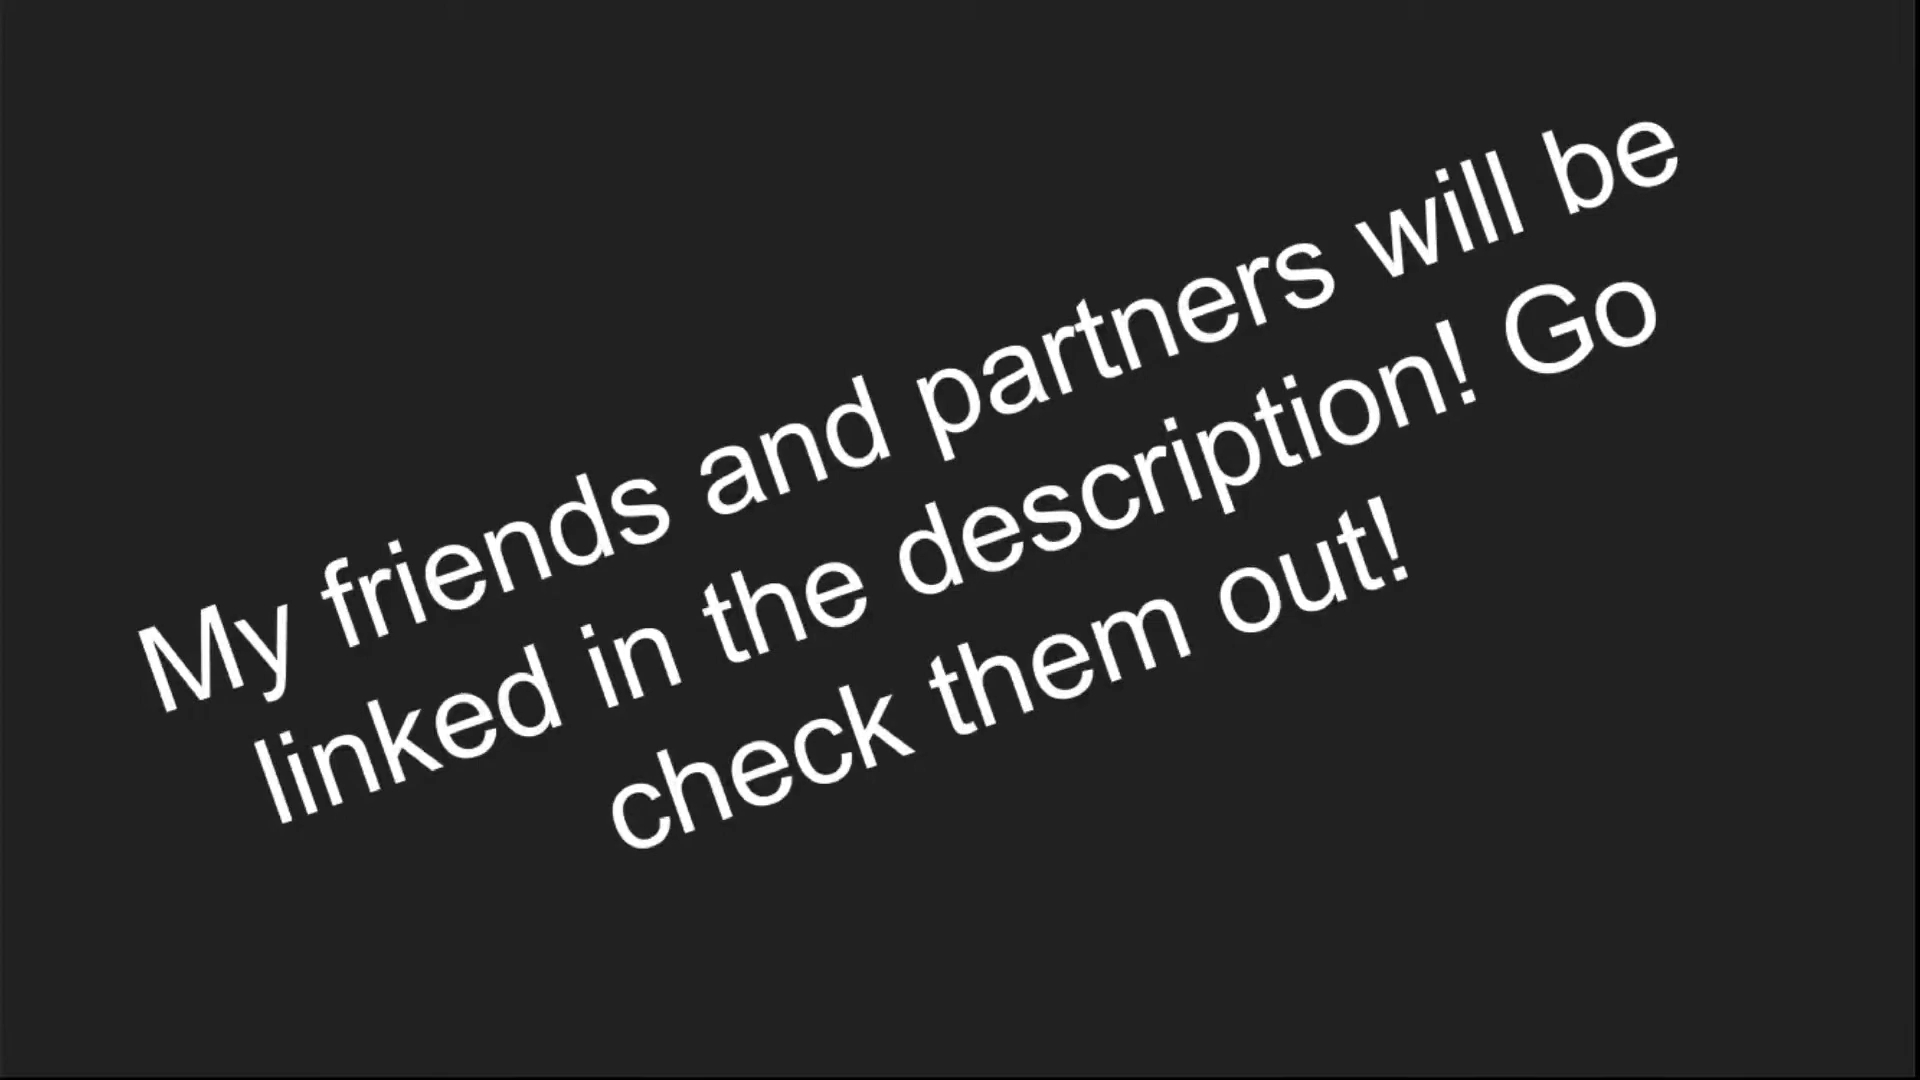 My friends and partners will be
linked in the description! Go
check them out!